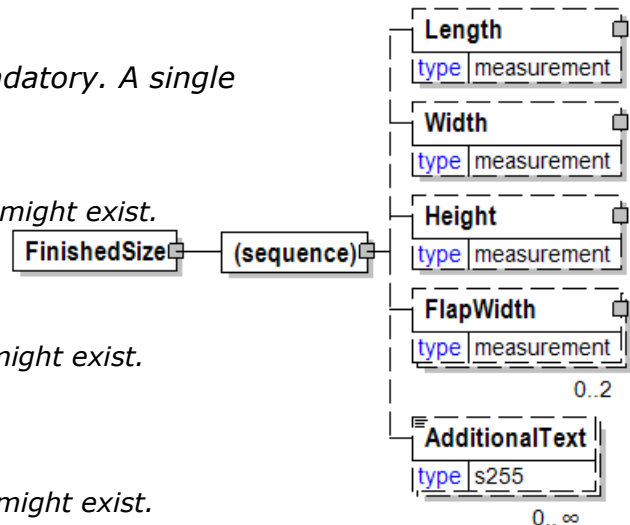 Length
type measurement
datory. A single
Width
type measurement
might exist.
Height
FinishedSize (sequence) type measurement
FlapWidth
might exist. type measurement
0..2
AdditionalText
type s255
might exist.
0..∞